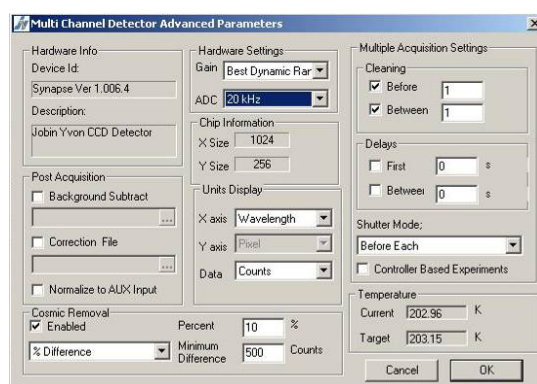 Multi Channel Detector Advanced Parameters
Hardware Info
Device Id:
Synapse Ver 1.006.4
Description:
Jobin Yvon CCD Detector
Post Acquisition
Background Subtract
...
Correction File
...
Normalize to AUX Input
Hardware Settings
Gain Best Dynamic Rar
ADC 20 kHz
Chip Information
X Size 1024
Y Size 256
Units Display
X axis Wavelength
Y axis Pixel
Data Counts
Cosmic Removal
Enabled
% Difference
Percent 10 %
Minimum Difference 500 Counts
Multiple Acquisition Settings
Cleaning
Before 1
Between 1
Delays
First 0 s
Betweei 0 s
Shutter Mode;
Before Each
Controller Based Experiments
Temperature
Current 202.96 K
Target 203.15 K
Cancel OK